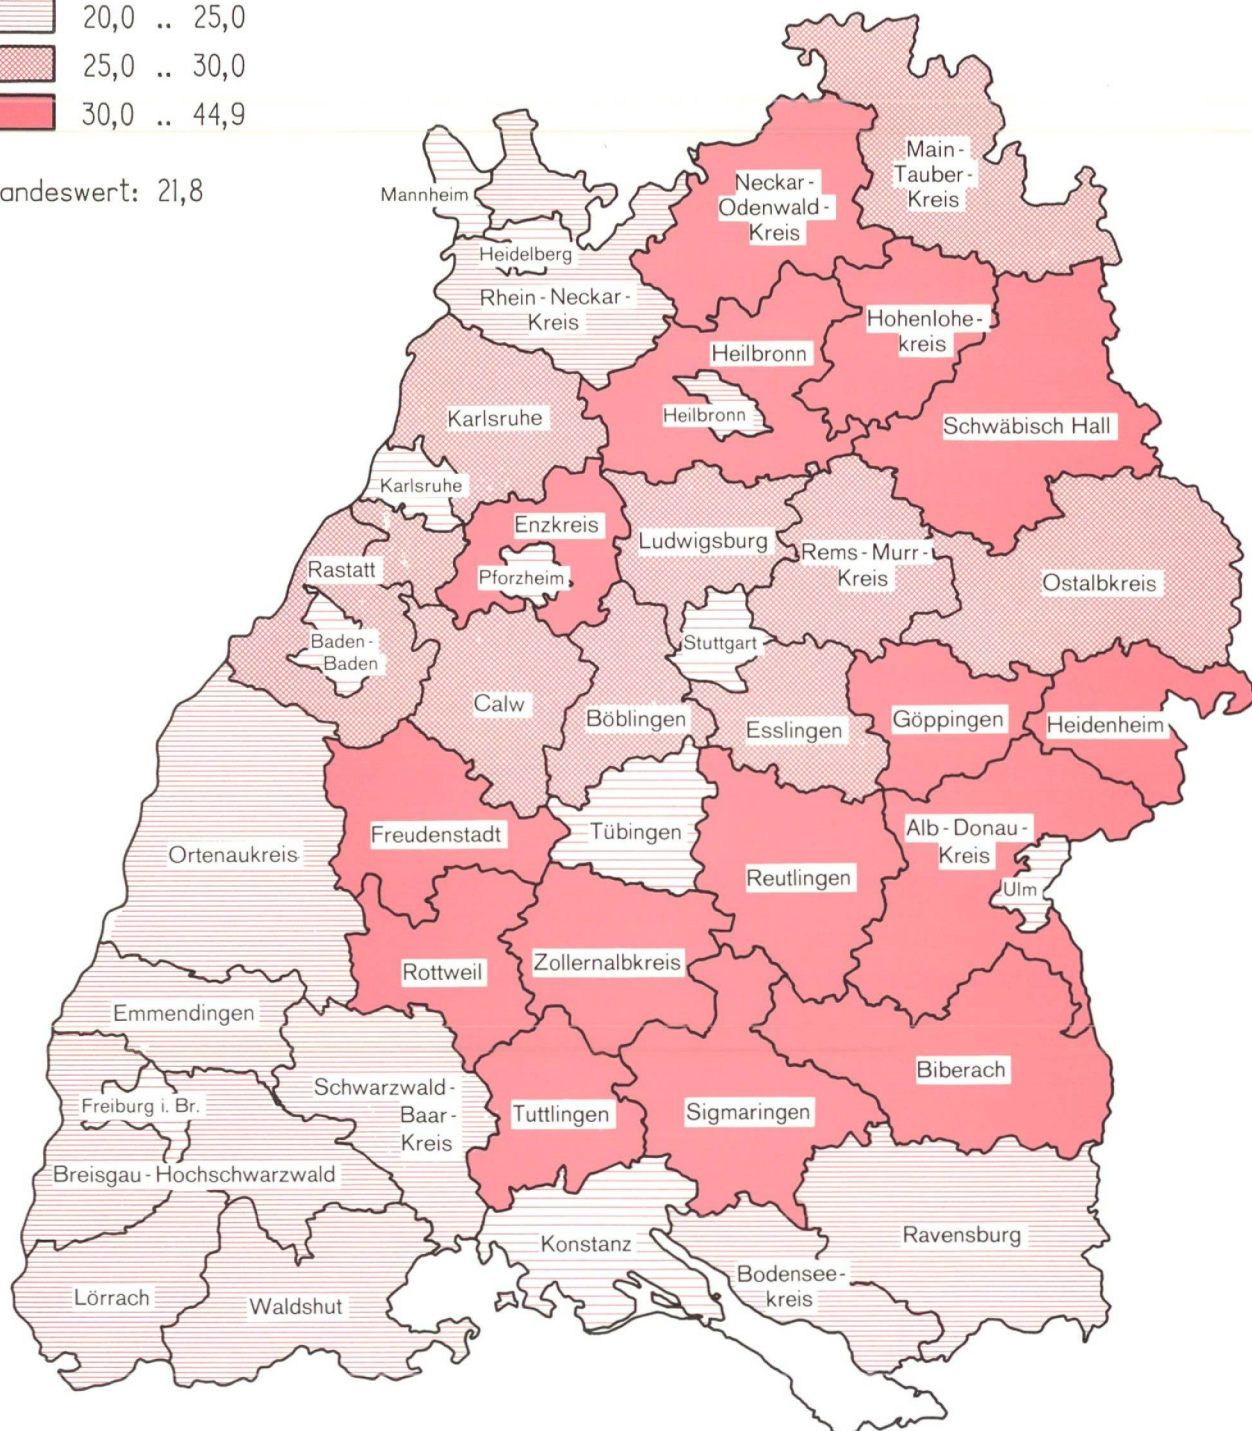 20,0 .. 25,0
25,0 .. 30,0
30,0 .. 44,9
andeswert: 21,8
Main-
Tauber-
Kreis
Neckar-
Odenwald-
Kreis
Mannheim
Heidelberg
Rhein-Neckar-
Kreis
Hohenlohe-
kreis
Heilbronn
Heilbronn
Karlsruhe
Schwäbisch Hall
Karlsruhe
Enzkreis
Ludwigsburg
Rems-Murr-
Kreis
Rastatt
Pforzheim
Ostalbkreis
Baden-
Baden
Stuttgart
Calw
Böblingen
Esslingen
Göppingen
Heidenheim
Freudenstadt
Tübingen
Alb-Donau-
Kreis
Ortenaukreis
Reutlingen
Ulm
Rottweil
Zollernalbkreis
Emmendingen
Biberach
Schwarzwald-
Baar-
Kreis
Freiburg i. Br.
Tuttlingen
Sigmaringen
Breisgau-Hochschwarzwald
Konstanz
Ravensburg
Bodensee-
kreis
Lörrach
Waldshut